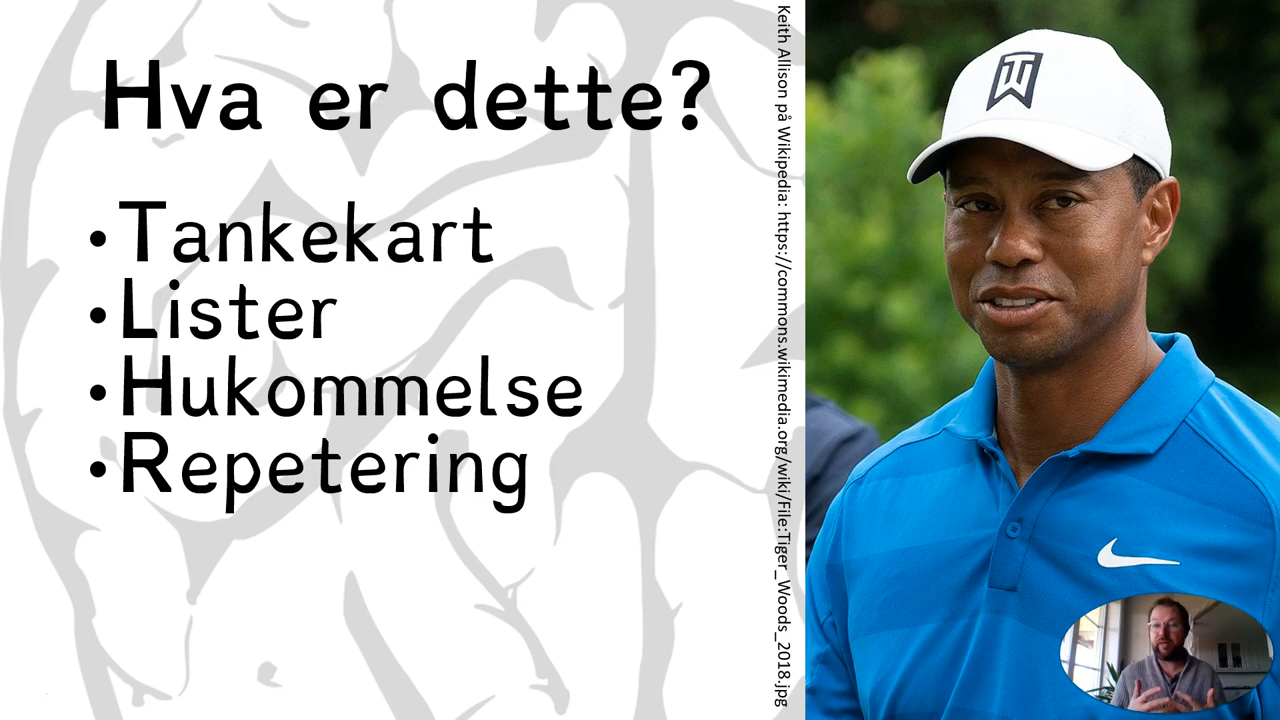 Hva er dette?
• Tankekart
• Lister
• Hukommelse
• Repetering
Keith Allison på Wikipedia: https://commons.wikimedia.org/wiki/File:Tiger_Woods_2018.jpg
TW